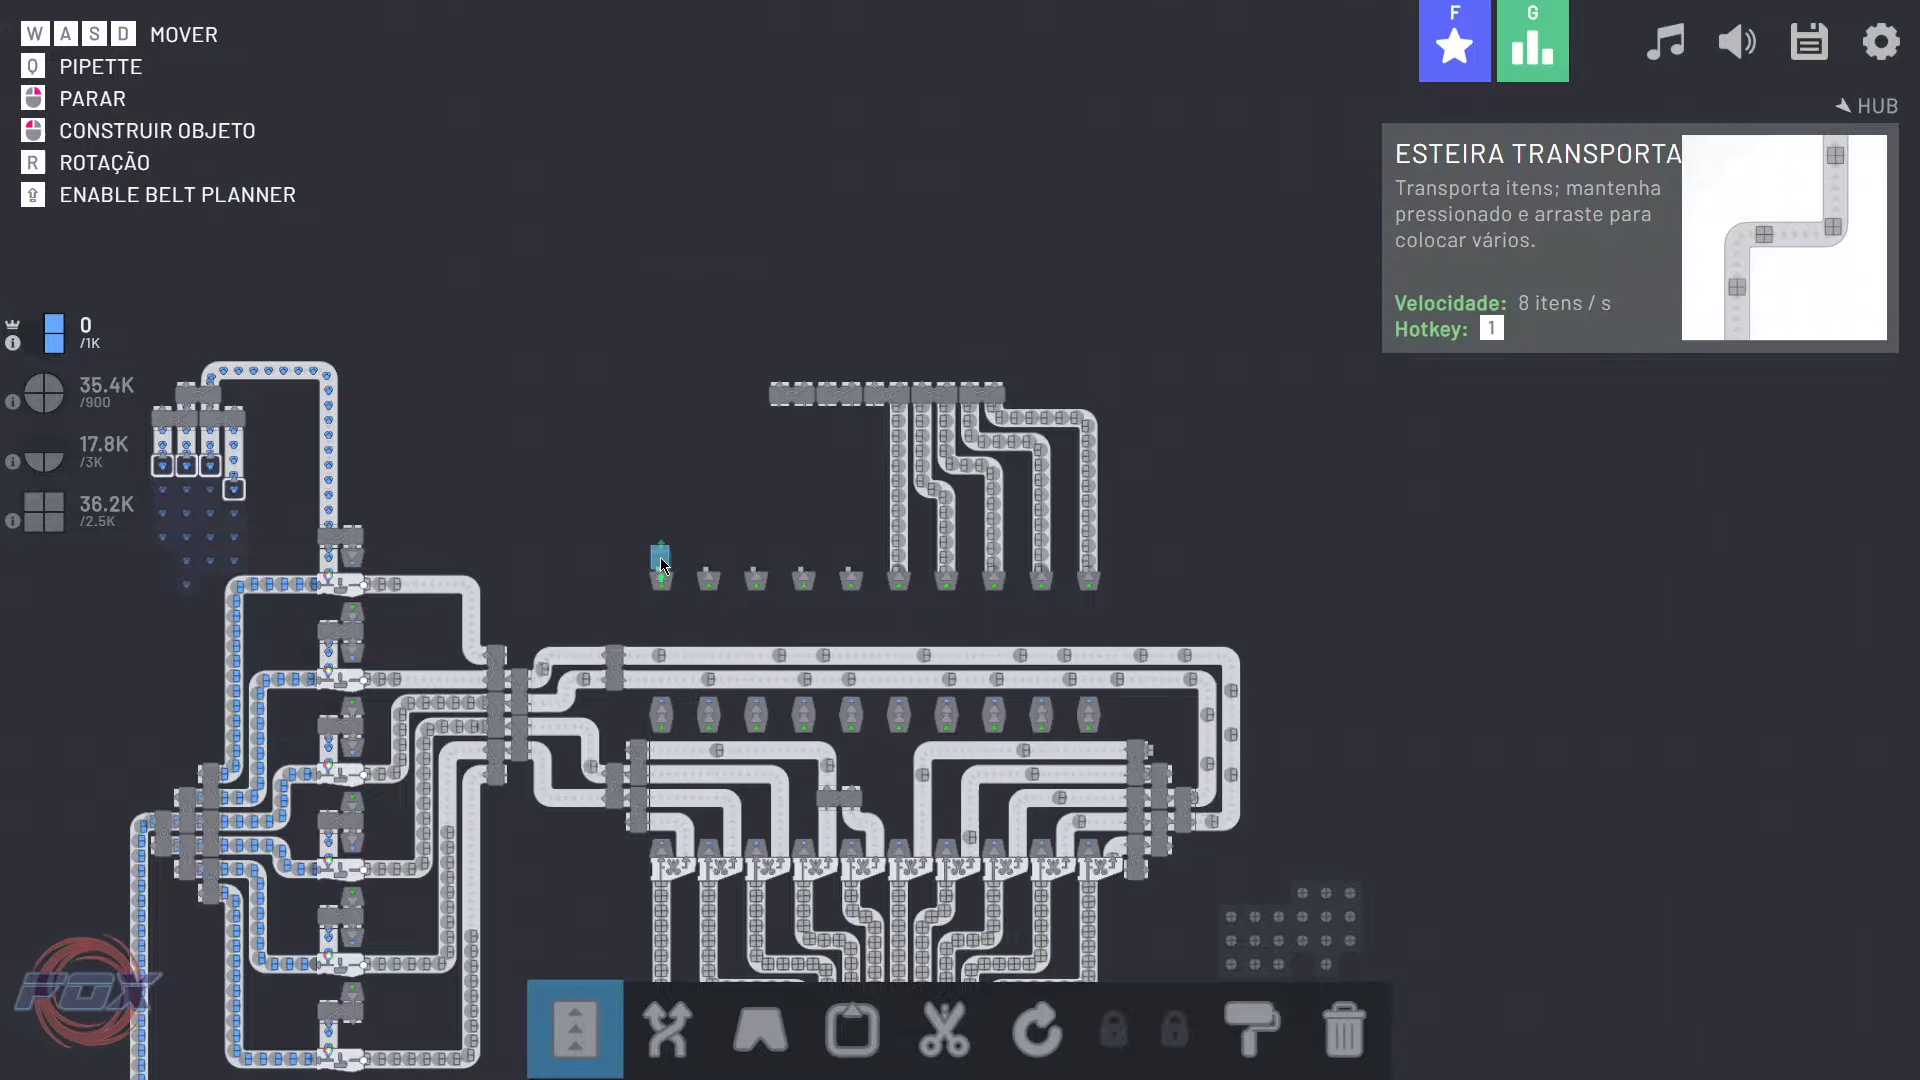 W A S D MOVER
Q PIPETTE
PARAR
CONSTRUIR OBJETO
R ROTAÇÃO
⇪ ENABLE BELT PLANNER
F
G
HUB
ESTEIRA TRANSPORTA
Transporta itens; mantenha
pressionado e arraste para
colocar vários.
Velocidade: 8 itens / s
Hotkey: 1
0
/1K
35.4K
/900
17.8K
/3K
36.2K
/2.5K
FOX